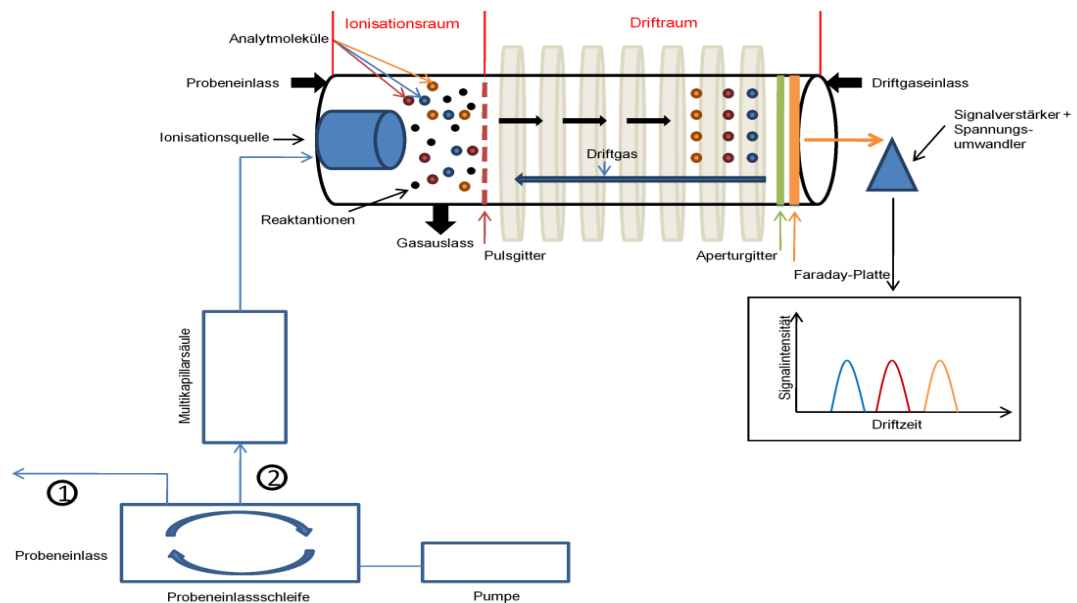 Ionisationsraum
Driftraum
Analytmoleküle
Probeneinlass
Driftgaseinlass
Signalverstärker +
Spannungs-
umwandler
Ionisationsquelle
Driftgas
Reaktantionen
Gasauslass
Pulsgitter
Aperturgitter
Faraday-Platte
Multikapillarsäule
Signalintensität
Driftzeit
1
2
Probeneinlass
Probeneinlassschleife
Pumpe